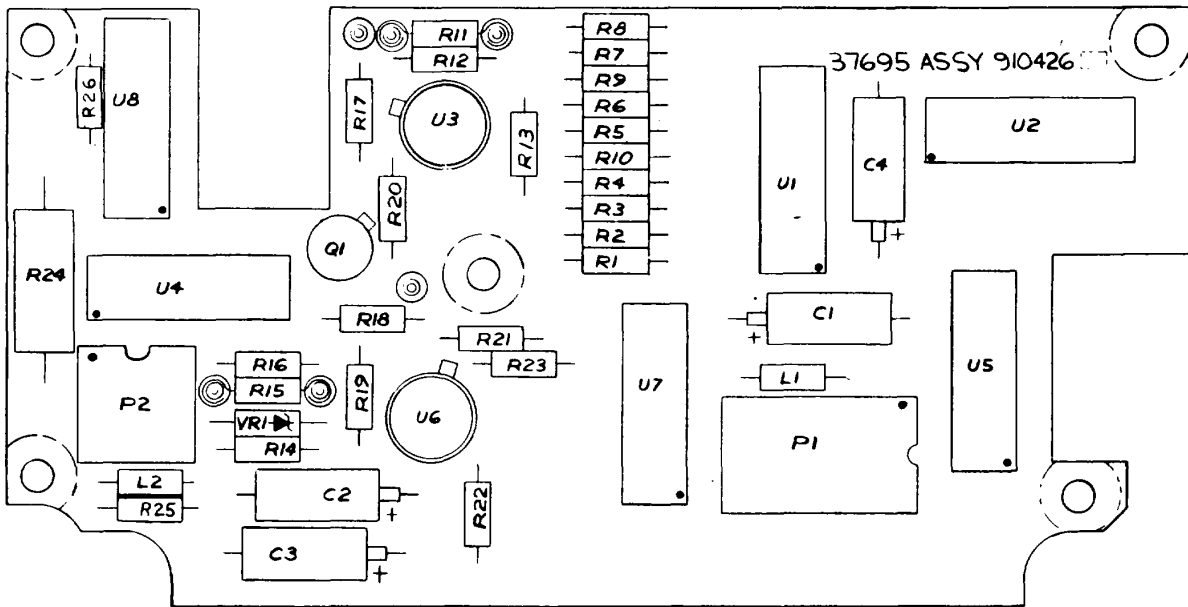 R11
R8
R12
R7
37695 ASSY 910426
R26
U8
R17
U3
R13
R9
R6
R5
R10
R4
R3
R2
R1
U1
C4
U2
R20
Q1
R24
U4
R18
R21
R23
C1
+
+
R16
R15
VR1
R14
P2
R19
U6
U7
L1
P1
U5
L2
R25
C2
+
C3
+
R22